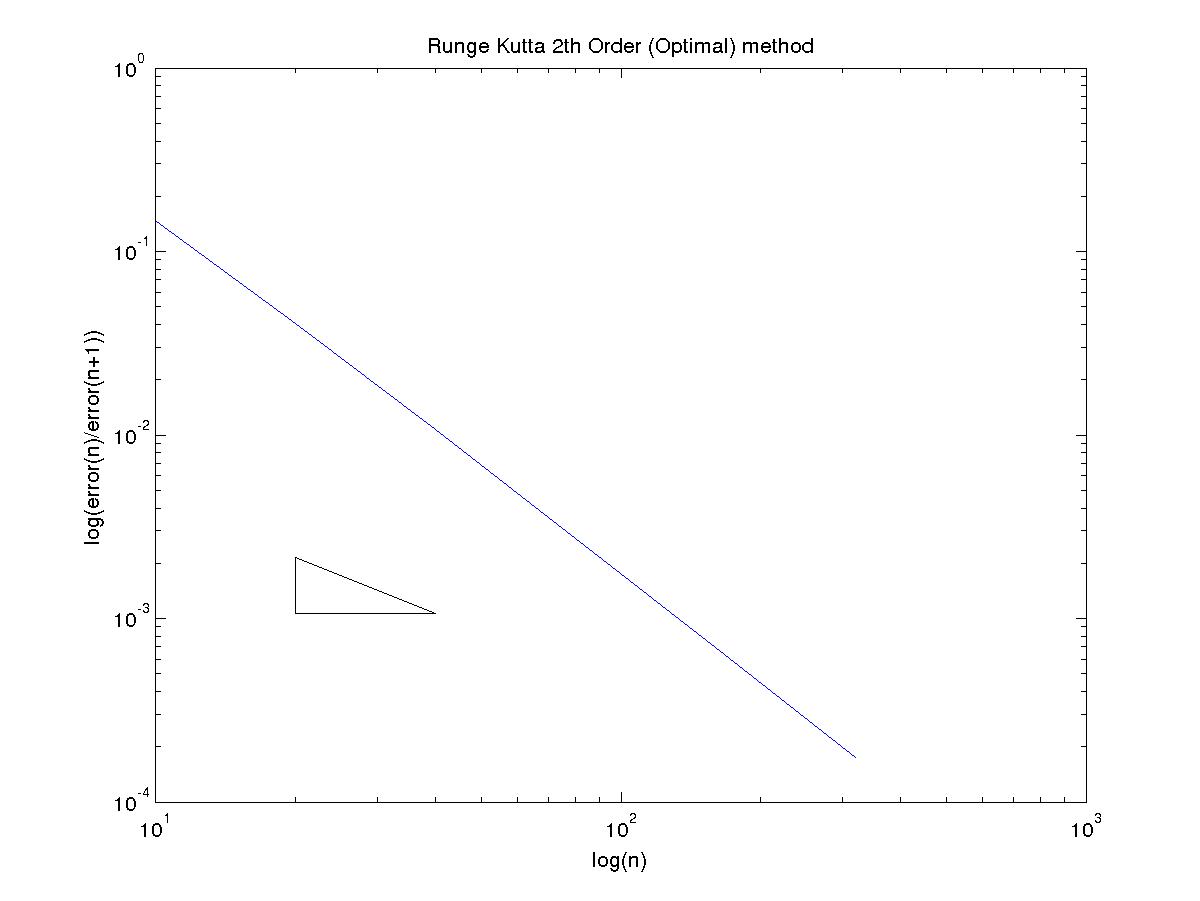 Runge Kutta 2th Order (Optimal) method
10^0
10^-1
10^-2
10^-3
10^-4
log(error(n)/error(n+1))
10^1
10^2
10^3
log(n)